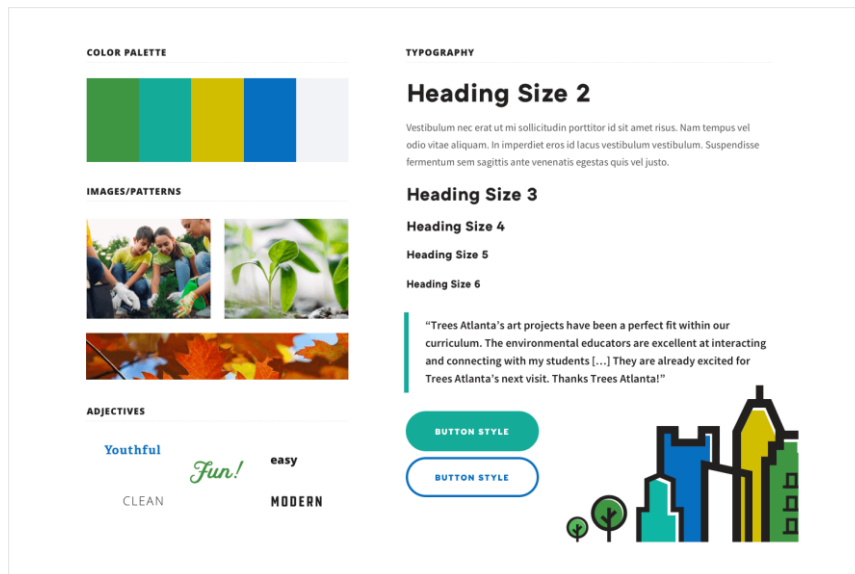 COLOR PALETTE
IMAGES/PATTERNS
ADJECTIVES
Youthful
Fun!
easy
CLEAN
MODERN
TYPOGRAPHY
Heading Size 2
Vestibulum nec erat ut mi sollicitudin porttitor id sit amet risus. Nam tempus vel
odio vitae aliquam. In imperdiet eros id lacus vestibulum vestibulum. Suspendisse
fermentum sem sagittis ante venenatis egestas quis vel justo.
Heading Size 3
Heading Size 4
Heading Size 5
Heading Size 6
“Trees Atlanta’s art projects have been a perfect fit within our
curriculum. The environmental educators are excellent at interacting
and connecting with my students [...] They are already excited for
Trees Atlanta’s next visit. Thanks Trees Atlanta!”
BUTTON STYLE
BUTTON STYLE